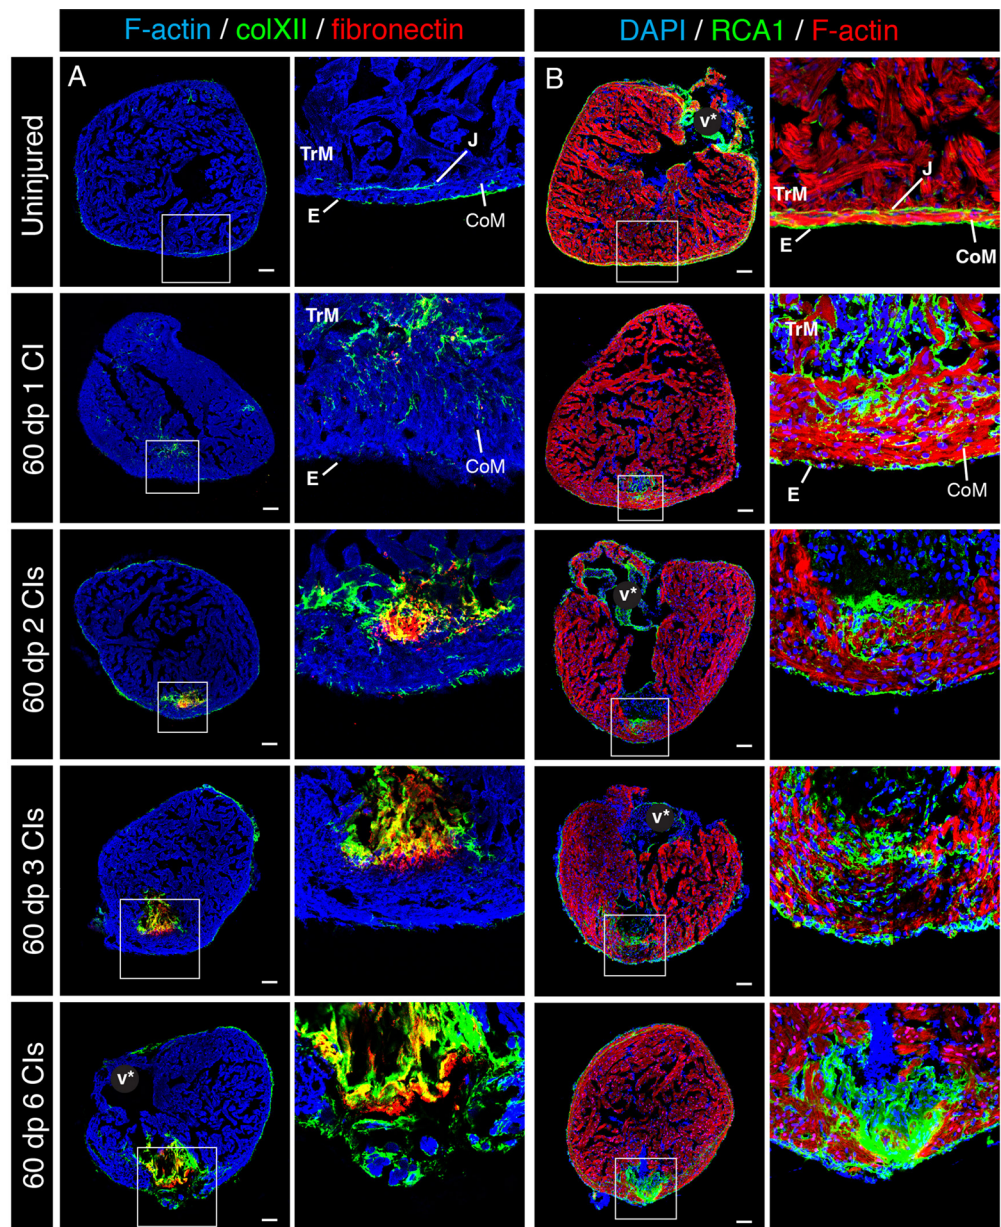 F-actin / colXII / fibronectin
DAPI / RCA1 / F-actin
Uninjured
A
TrM
J
E
CoM
B
v*
TrM
J
E
CoM
60 dp 1 CI
TrM
E
CoM
TrM
E
CoM
60 dp 2 CIs
v*
60 dp 3 CIs
v*
60 dp 6 CIs
v*